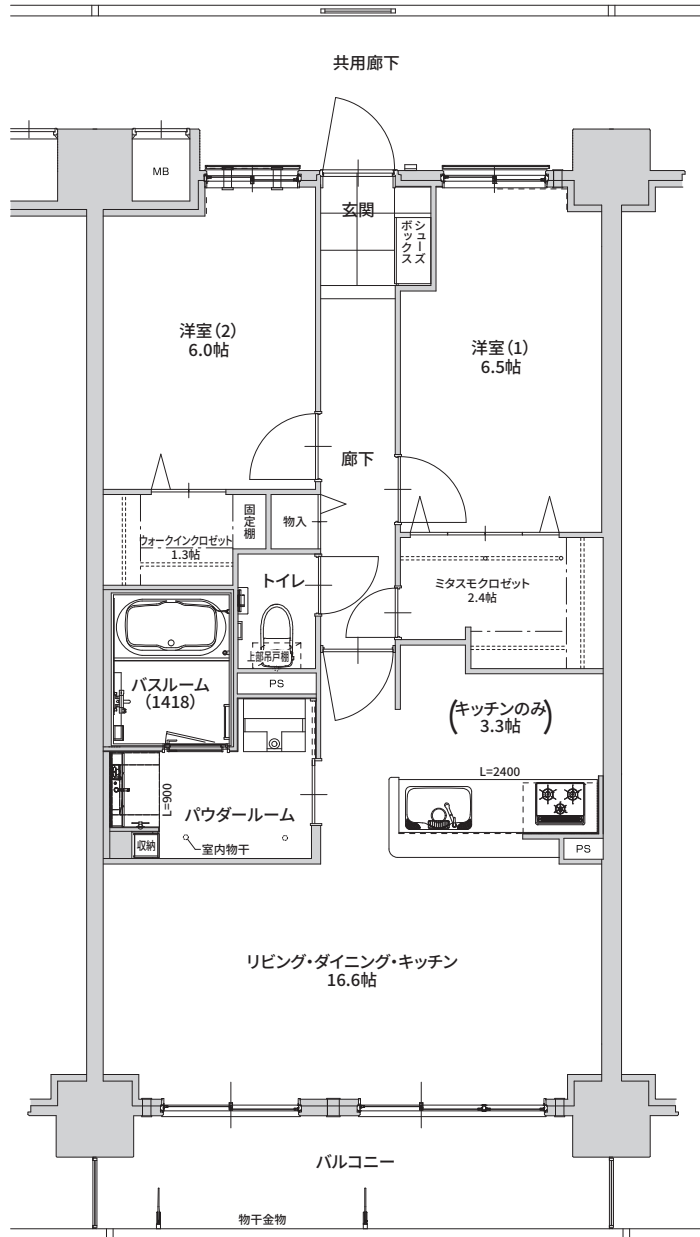 共用廊下
MB
玄関
シューズ
ボックス
洋室(2)
6.0帖
洋室(1)
6.5帖
廊下
固定棚
物入
ウォークインクロゼット
1.3帖
トイレ
ミタスモクロゼット
2.4帖
上部吊戸棚
PS
バスルーム
(1418)
(キッチンのみ)
3.3帖
L=2400
L=900
パウダールーム
収納
室内物干
PS
リビング・ダイニング・キッチン
16.6帖
バルコニー
物干金物